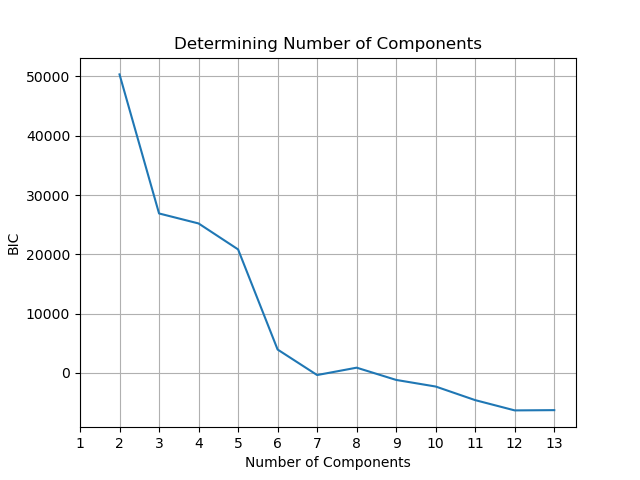 Determining Number of Components
50000
40000
30000
20000
10000
0
BIC
1 2 3 4 5 6 7 8 9 10 11 12 13
Number of Components